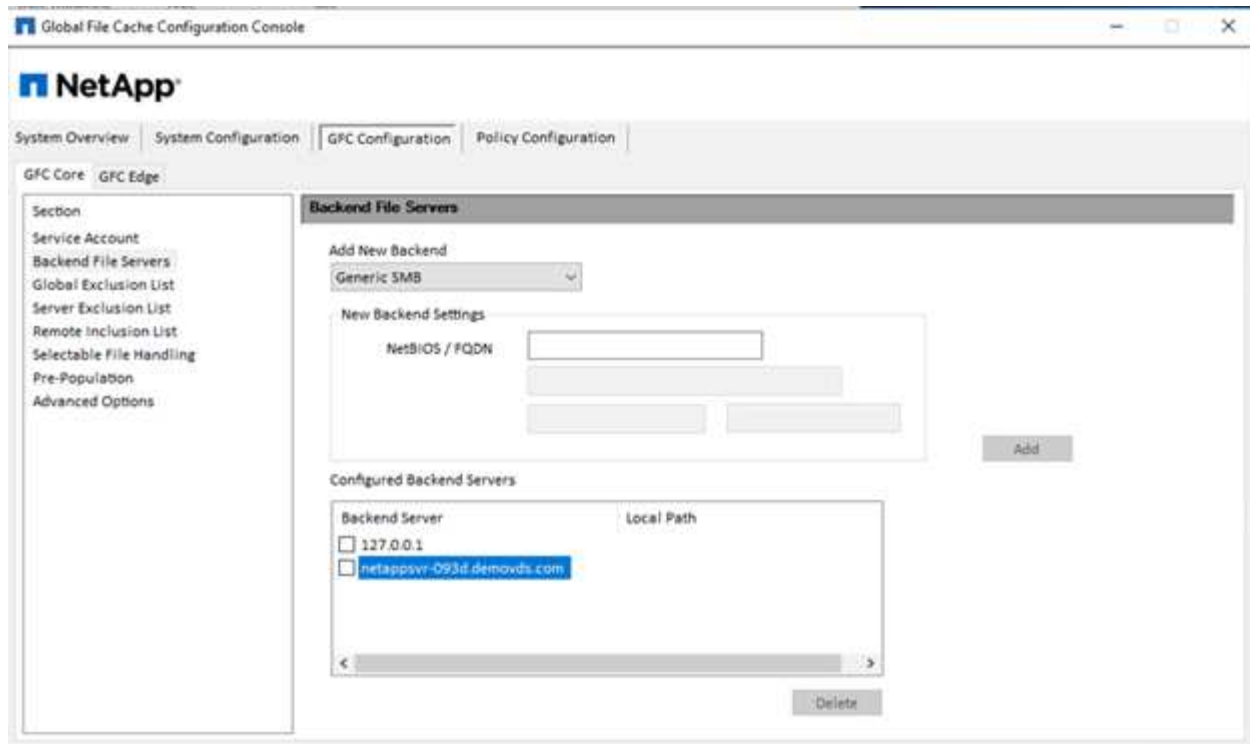 Global File Cache Configuration Console
NetApp
System Overview
System Configuration
GFC Configuration
Policy Configuration
GFC Core
GFC Edge
Section
Service Account
Backend File Servers
Global Exclusion List
Server Exclusion List
Remote Inclusion List
Selectable File Handling
Pre-Population
Advanced Options
Backend File Servers
Add New Backend
Generic SMB
New Backend Settings
NetBIOS / FQDN
Add
Configured Backend Servers
Backend Server
Local Path
127.0.0.1
netappsvr-093d.demovds.com
Delete